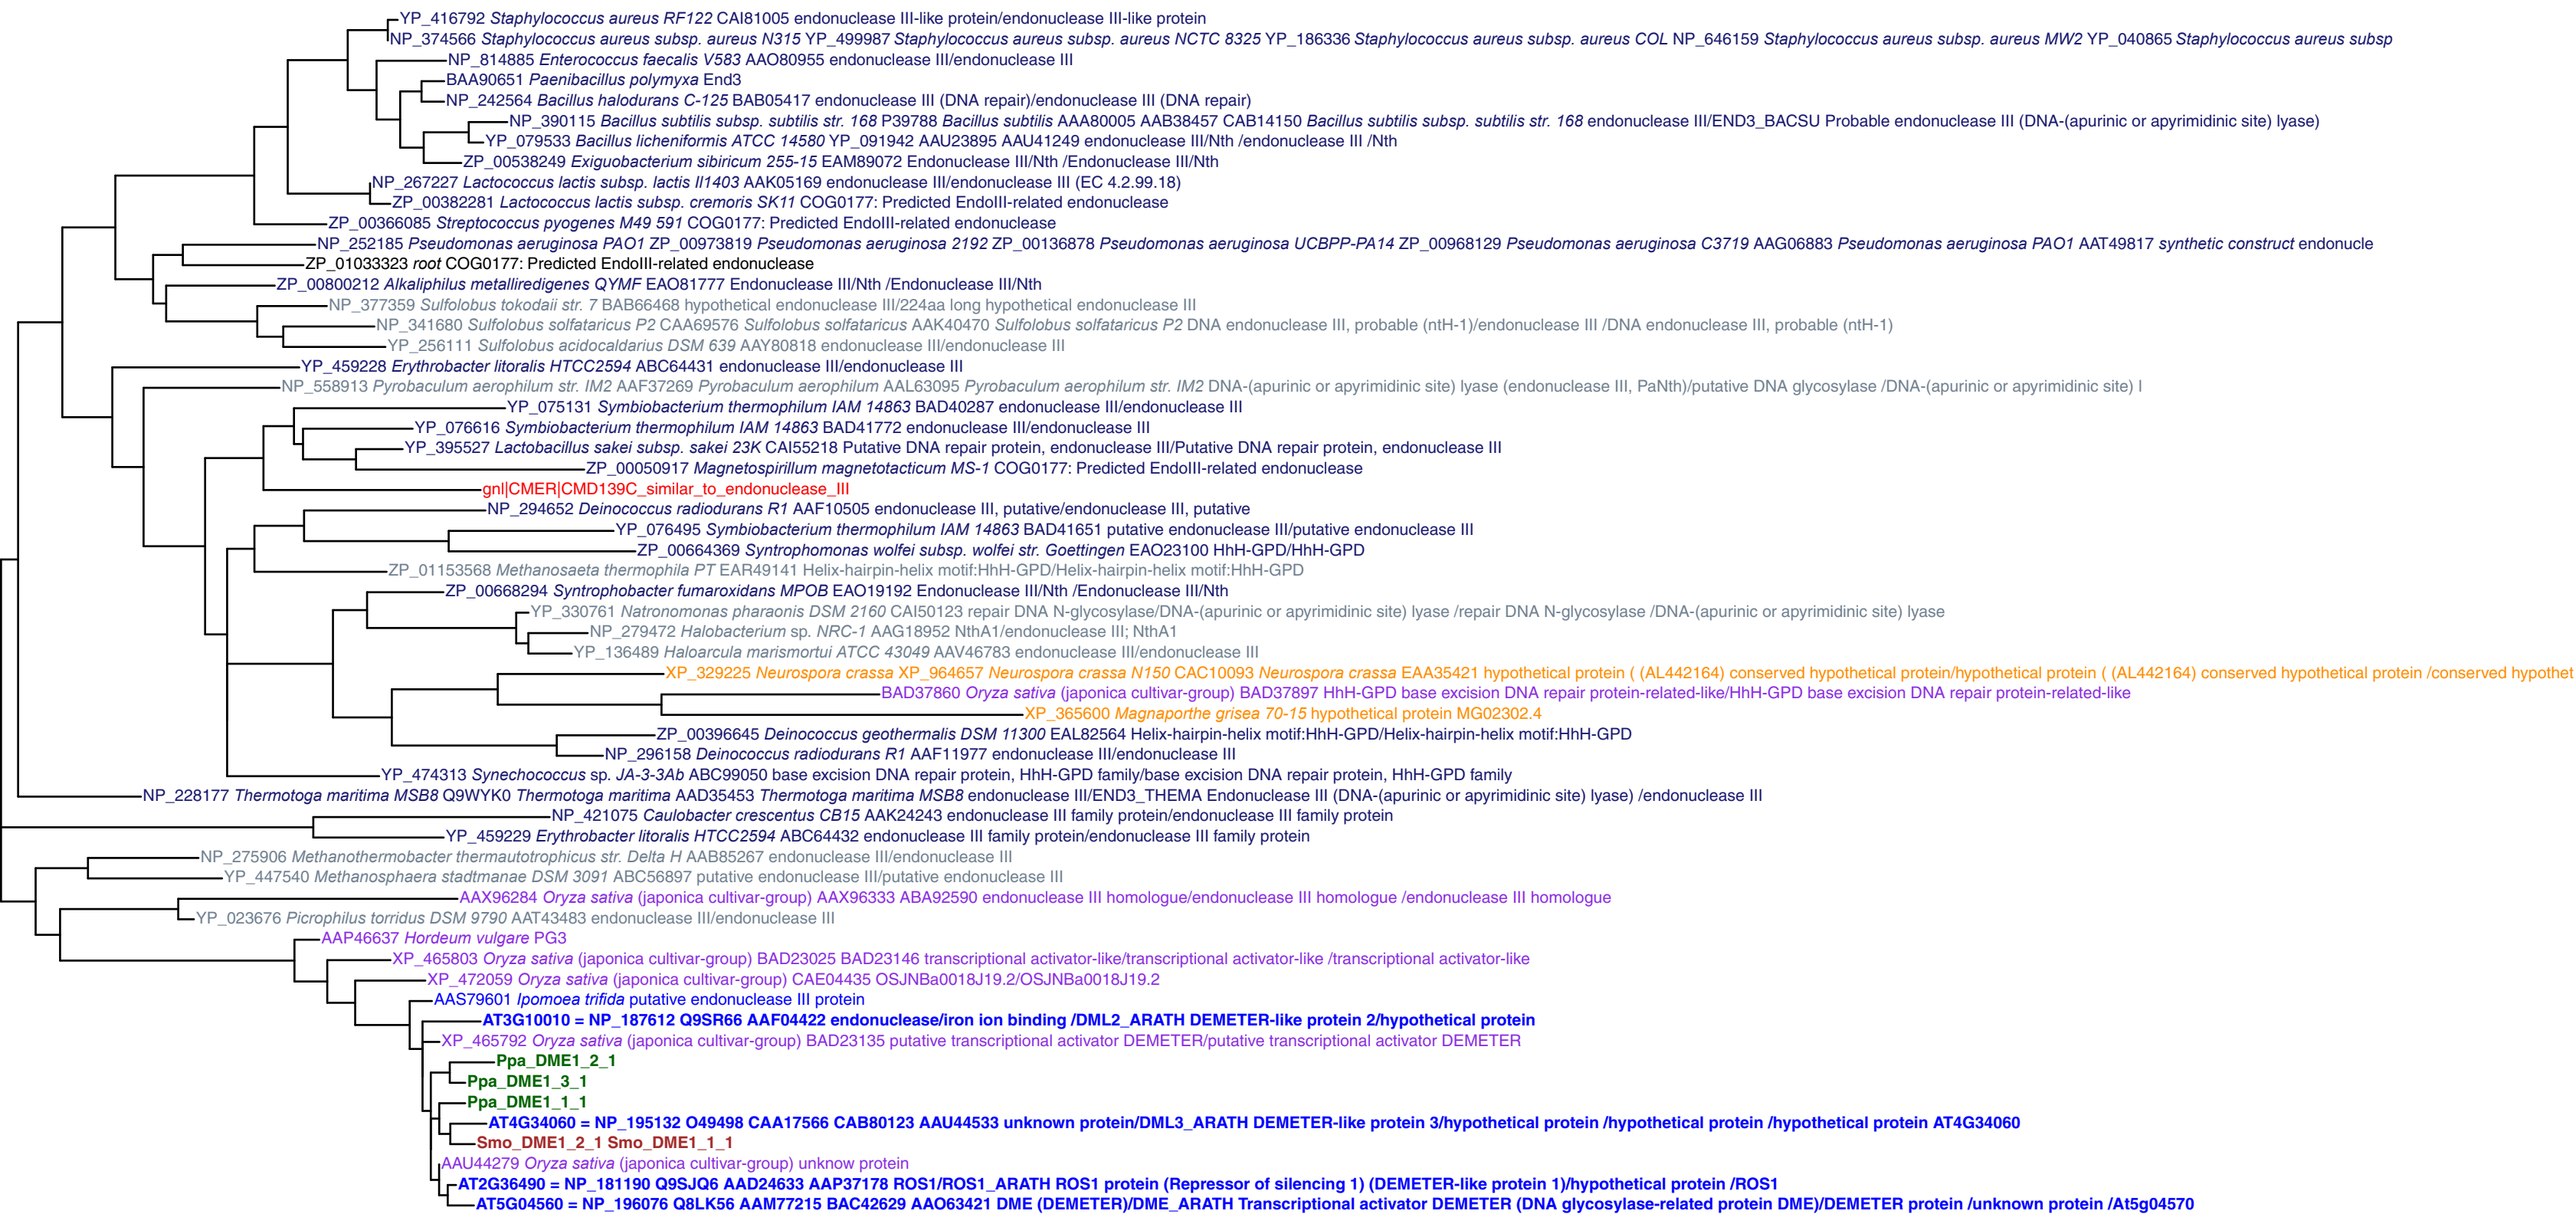 YP_416792 Staphylococcus aureus RF122 CAI81005 endonuclease III-like protein/endonuclease III-like protein
NP_374566 Staphylococcus aureus subsp. aureus N315 YP_499987 Staphylococcus aureus subsp. aureus NCTC 8325 YP_186336 Staphylococcus aureus subsp. aureus COL NP_646159 Staphylococcus aureus subsp. aureus MW2 YP_040865 Staphylococcus aureus subsp
NP_814885 Enterococcus faecalis V583 AAO80955 endonuclease III/endonuclease III
BAA90651 Paenibacillus polymyxa End3
NP_242564 Bacillus halodurans C-125 BAB05417 endonuclease III (DNA repair)/endonuclease III (DNA repair)
NP_390115 Bacillus subtilis subsp. subtilis str. 168 P39788 Bacillus subtilis AAA80005 AAB38457 CAB14150 Bacillus subtilis subsp. subtilis str. 168 endonuclease III/END3_BACSU Probable endonuclease III (DNA-(apurinic or apyrimidinic site) lyase)
YP_079533 Bacillus licheniformis ATCC 14580 YP_091942 AAU23895 AAU41249 endonuclease III/Nth /endonuclease III /Nth
ZP_00538249 Exiguobacterium sibiricum 255-15 EAM89072 Endonuclease III/Nth /Endonuclease III/Nth
NP_267227 Lactococcus lactis subsp. lactis Il1403 AAK05169 endonuclease III/endonuclease III (EC 4.2.99.18)
ZP_00382281 Lactococcus lactis subsp. cremoris SK11 COG0177: Predicted EndoIII-related endonuclease
ZP_00366085 Streptococcus pyogenes M49 591 COG0177: Predicted EndoIII-related endonuclease
NP_252185 Pseudomonas aeruginosa PAO1 ZP_00973819 Pseudomonas aeruginosa 2192 ZP_00136878 Pseudomonas aeruginosa UCBPP-PA14 ZP_00968129 Pseudomonas aeruginosa C3719 AAG06883 Pseudomonas aeruginosa PAO1 AAT49817 synthetic construct endonucle
ZP_01033323 root COG0177: Predicted EndoIII-related endonuclease
ZP_00800212 Alkaliphilus metalliredigenes QYMF EAO81777 Endonuclease III/Nth /Endonuclease III/Nth
NP_377359 Sulfolobus tokodaii str. 7 BAB66468 hypothetical endonuclease III/224aa long hypothetical endonuclease III
NP_341680 Sulfolobus solfataricus P2 CAA69576 Sulfolobus solfataricus AAK40470 Sulfolobus solfataricus P2 DNA endonuclease III, probable (ntH-1)/endonuclease III /DNA endonuclease III, probable (ntH-1)
YP_256111 Sulfolobus acidocaldarius DSM 639 AAY80818 endonuclease III/endonuclease III
YP_459228 Erythrobacter litoralis HTCC2594 ABC64431 endonuclease III/endonuclease III
NP_558913 Pyrobaculum aerophilum str. IM2 AAF37269 Pyrobaculum aerophilum AAL63095 Pyrobaculum aerophilum str. IM2 DNA-(apurinic or apyrimidinic site) lyase (endonuclease III, PaNth)/putative DNA glycosylase /DNA-(apurinic or apyrimidinic site) l
YP_075131 Symbiobacterium thermophilum IAM 14863 BAD40287 endonuclease III/endonuclease III
YP_076616 Symbiobacterium thermophilum IAM 14863 BAD41772 endonuclease III/endonuclease III
YP_395527 Lactobacillus sakei subsp. sakei 23K CAI55218 Putative DNA repair protein, endonuclease III/Putative DNA repair protein, endonuclease III
ZP_00050917 Magnetospirillum magnetotacticum MS-1 COG0177: Predicted EndoIII-related endonuclease
gnl|CMER|CMD139C_similar_to_endonuclease_III
NP_294652 Deinococcus radiodurans R1 AAF10505 endonuclease III, putative/endonuclease III, putative
YP_076495 Symbiobacterium thermophilum IAM 14863 BAD41651 putative endonuclease III/putative endonuclease III
ZP_00664369 Syntrophomonas wolfei subsp. wolfei str. Goettingen EAO23100 HhH-GPD/HhH-GPD
ZP_01153568 Methanosaeta thermophila PT EAR49141 Helix-hairpin-helix motif:HhH-GPD/Helix-hairpin-helix motif:HhH-GPD
ZP_00668294 Syntrophobacter fumaroxidans MPOB EAO19192 Endonuclease III/Nth /Endonuclease III/Nth
YP_330761 Natronomonas pharaonis DSM 2160 CAI50123 repair DNA N-glycosylase/DNA-(apurinic or apyrimidinic site) lyase /repair DNA N-glycosylase /DNA-(apurinic or apyrimidinic site) lyase
NP_279472 Halobacterium sp. NRC-1 AAG18952 NthA1/endonuclease III; NthA1
YP_136489 Haloarcula marismortui ATCC 43049 AAV46783 endonuclease III/endonuclease III
XP_329225 Neurospora crassa XP_964657 Neurospora crassa N150 CAC10093 Neurospora crassa EAA35421 hypothetical protein ( (AL442164) conserved hypothetical protein/hypothetical protein ( (AL442164) conserved hypothetical protein /conserved hypothet
BAD37860 Oryza sativa (japonica cultivar-group) BAD37897 HhH-GPD base excision DNA repair protein-related-like/HhH-GPD base excision DNA repair protein-related-like
XP_365600 Magnaporthe grisea 70-15 hypothetical protein MG02302.4
ZP_00396645 Deinococcus geothermalis DSM 11300 EAL82564 Helix-hairpin-helix motif:HhH-GPD/Helix-hairpin-helix motif:HhH-GPD
NP_296158 Deinococcus radiodurans R1 AAF11977 endonuclease III/endonuclease III
YP_474313 Synechococcus sp. JA-3-3Ab ABC99050 base excision DNA repair protein, HhH-GPD family/base excision DNA repair protein, HhH-GPD family
NP_228177 Thermotoga maritima MSB8 Q9WYK0 Thermotoga maritima AAD35453 Thermotoga maritima MSB8 endonuclease III/END3_THEMA Endonuclease III (DNA-(apurinic or apyrimidinic site) lyase) /endonuclease III
NP_421075 Caulobacter crescentus CB15 AAK24243 endonuclease III family protein/endonuclease III family protein
YP_459229 Erythrobacter litoralis HTCC2594 ABC64432 endonuclease III family protein/endonuclease III family protein
NP_275906 Methanothermobacter thermautotrophicus str. Delta H AAB85267 endonuclease III/endonuclease III
YP_447540 Methanosphaera stadtmanae DSM 3091 ABC56897 putative endonuclease III/putative endonuclease III
AAX96284 Oryza sativa (japonica cultivar-group) AAX96333 ABA92590 endonuclease III homologue/endonuclease III homologue /endonuclease III homologue
YP_023676 Picrophilus torridus DSM 9790 AAT43483 endonuclease III/endonuclease III
AAP46637 Hordeum vulgare PG3
XP_465803 Oryza sativa (japonica cultivar-group) BAD23025 BAD23146 transcriptional activator-like/transcriptional activator-like /transcriptional activator-like
XP_472059 Oryza sativa (japonica cultivar-group) CAE04435 OSJNBa0018J19.2/OSJNBa0018J19.2
AAS79601 Ipomoea trifida putative endonuclease III protein
AT3G10010 = NP_187612 Q9SR66 AAF04422 endonuclease/iron ion binding /DML2_ARATH DEMETER-like protein 2/hypothetical protein
XP_465792 Oryza sativa (japonica cultivar-group) BAD23135 putative transcriptional activator DEMETER/putative transcriptional activator DEMETER
Ppa_DME1_2_1
Ppa_DME1_3_1
Ppa_DME1_1_1
AT4G34060 = NP_195132 O49498 CAA17566 CAB80123 AAU44533 unknown protein/DML3_ARATH DEMETER-like protein 3/hypothetical protein /hypothetical protein /hypothetical protein AT4G34060
Smo_DME1_2_1 Smo_DME1_1_1
AAU44279 Oryza sativa (japonica cultivar-group) unknow protein
AT2G36490 = NP_181190 Q9SJQ6 AAD24633 AAP37178 ROS1/ROS1_ARATH ROS1 protein (Repressor of silencing 1) (DEMETER-like protein 1)/hypothetical protein /ROS1
AT5G04560 = NP_196076 Q8LK56 AAM77215 BAC42629 AAO63421 DME (DEMETER)/DME_ARATH Transcriptional activator DEMETER (DNA glycosylase-related protein DME)/DEMETER protein /unknown protein /At5g04570